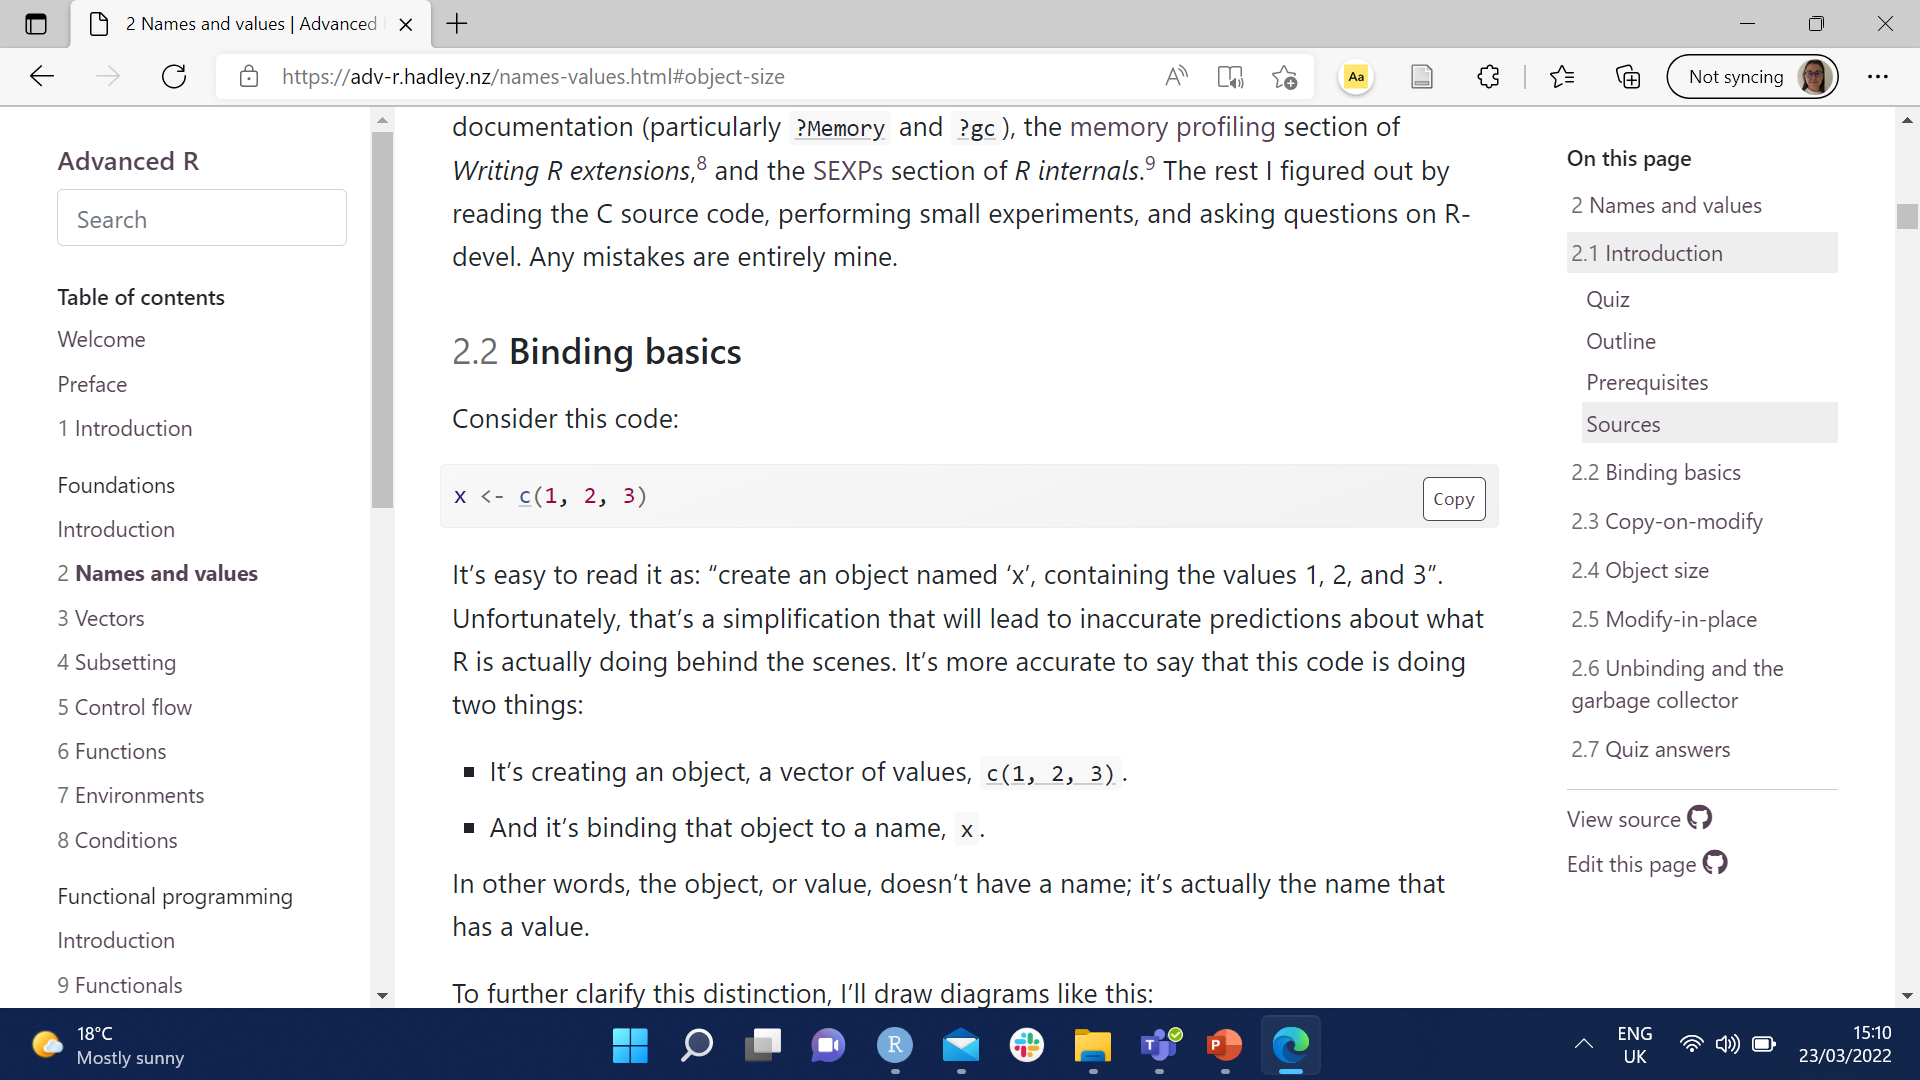 2 Names and values | Advanced
https://adv-r.hadley.nz/names-values.html#object-size
Aa
Not syncing
Advanced R
Search
Table of contents
Welcome
Preface
1 Introduction
Foundations
Introduction
2 Names and values
3 Vectors
4 Subsetting
5 Control flow
6 Functions
7 Environments
8 Conditions
Functional programming
Introduction
9 Functionals
documentation (particularly ?Memory and ?gc), the memory profiling section of
Writing R extensions,8 and the SEXPs section of R internals.9 The rest I figured out by
reading the C source code, performing small experiments, and asking questions on R-
devel. Any mistakes are entirely mine.
2.2 Binding basics
Consider this code:
x <- c(1, 2, 3)
Copy
It’s easy to read it as: “create an object named ‘x’, containing the values 1, 2, and 3”.
Unfortunately, that’s a simplification that will lead to inaccurate predictions about what
R is actually doing behind the scenes. It’s more accurate to say that this code is doing
two things:
It’s creating an object, a vector of values, c(1, 2, 3).
And it’s binding that object to a name, x.
In other words, the object, or value, doesn’t have a name; it’s actually the name that
has a value.
To further clarify this distinction, I’ll draw diagrams like this:
On this page
2 Names and values
2.1 Introduction
Quiz
Outline
Prerequisites
Sources
2.2 Binding basics
2.3 Copy-on-modify
2.4 Object size
2.5 Modify-in-place
2.6 Unbinding and the
garbage collector
2.7 Quiz answers
View source
Edit this page
18°C
Mostly sunny
R
T
P
ENG
UK
15:10
23/03/2022